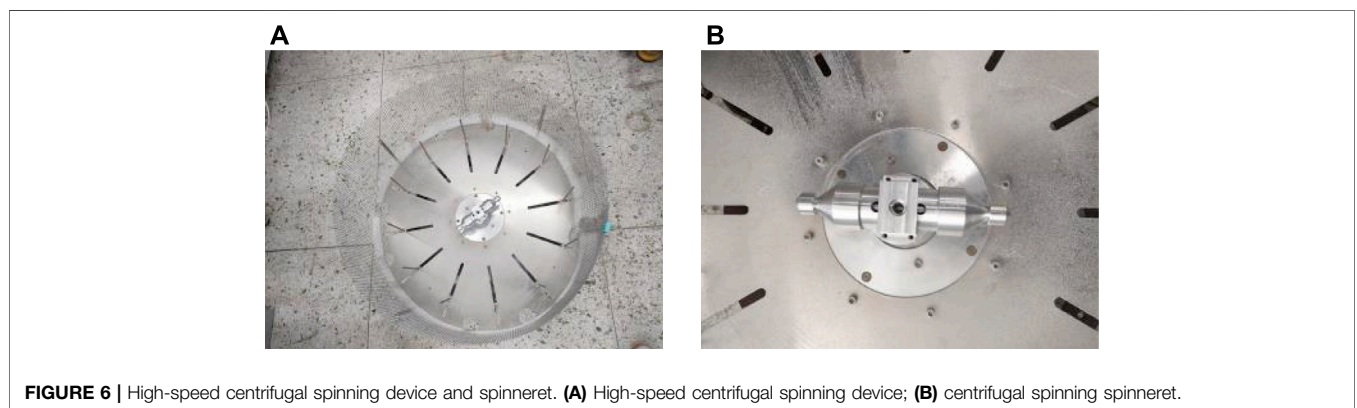 A
B
FIGURE 6 | High-speed centrifugal spinning device and spinneret. (A) High-speed centrifugal spinning device; (B) centrifugal spinning spinneret.